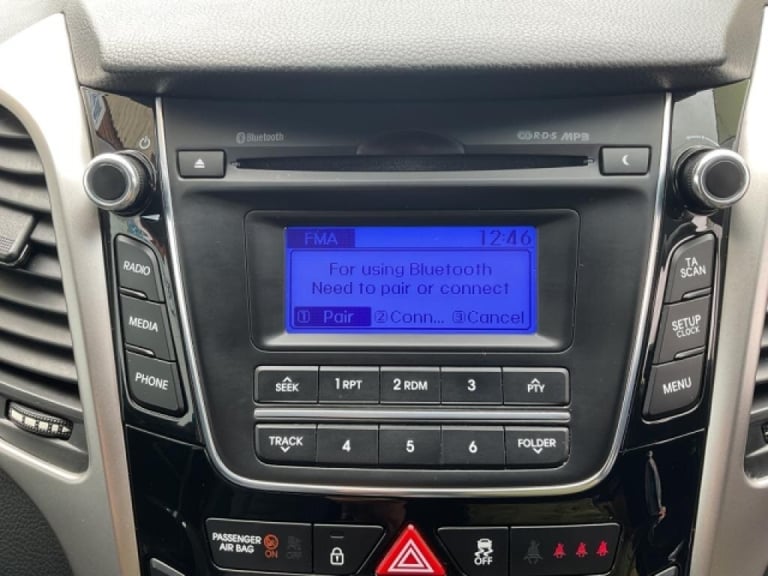 Bluetooth
R·D·S MP3
FMA 12:46
For using Bluetooth
Need to pair or connect
1 Pair 2 Conn... 3 Cancel
RADIO
MEDIA
PHONE
TA SCAN
SETUP CLOCK
MENU
SEEK 1 RPT 2 RDM 3 PTY
TRACK 4 5 6 FOLDER
PASSENGER AIR BAG ON
OFF